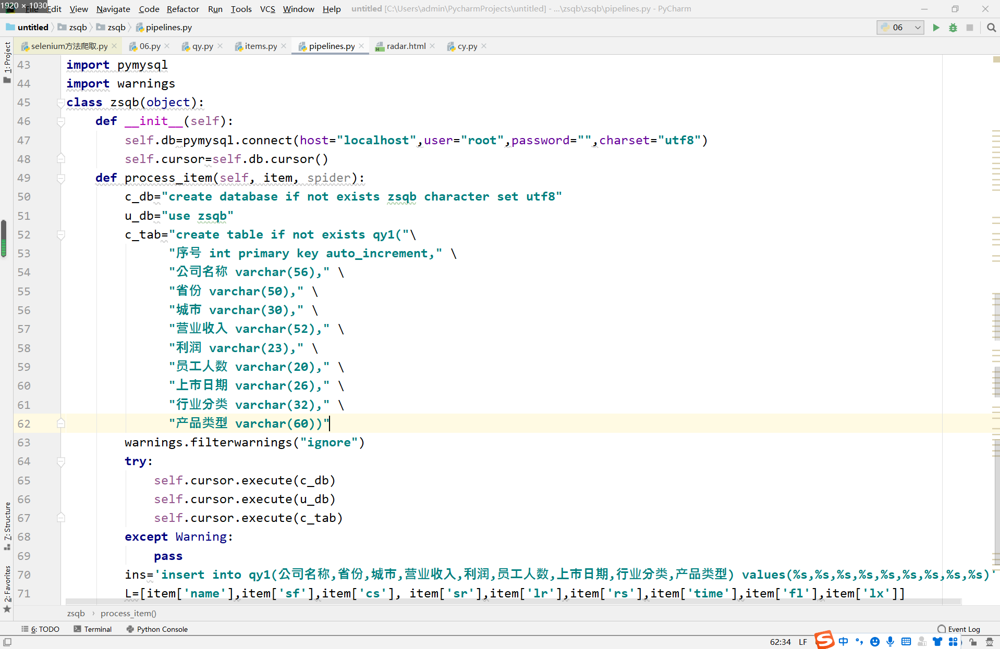 1920 × 1030
File Edit View Navigate Code Refactor Run Tools VCS Window Help untitled [C:\Users\admin\PycharmProjects\untitled] - ...\zsqb\zsqb\pipelines.py - PyCharm
untitled zsqb zsqb pipelines.py 06
selenium方法爬取.py 06.py qy.py items.py pipelines.py radar.html cy.py
1: Project
43 import pymysql
44 import warnings
45 class zsqb(object):
46 def __init__(self):
47 self.db=pymysql.connect(host="localhost",user="root",password="",charset="utf8")
48 self.cursor=self.db.cursor()
49 def process_item(self, item, spider):
50 c_db="create database if not exists zsqb character set utf8"
51 u_db="use zsqb"
52 c_tab="create table if not exists qy1("\
53 "序号 int primary key auto_increment," \
54 "公司名称 varchar(56)," \
55 "省份 varchar(50)," \
56 "城市 varchar(30)," \
57 "营业收入 varchar(52)," \
58 "利润 varchar(23)," \
59 "员工人数 varchar(20)," \
60 "上市日期 varchar(26)," \
61 "行业分类 varchar(32)," \
62 "产品类型 varchar(60))"
63 warnings.filterwarnings("ignore")
64 try:
65 self.cursor.execute(c_db)
66 self.cursor.execute(u_db)
67 self.cursor.execute(c_tab)
68 except Warning:
69 pass
70 ins='insert into qy1(公司名称,省份,城市,营业收入,利润,员工人数,上市日期,行业分类,产品类型) values(%s,%s,%s,%s,%s,%s,%s,%s,%s)'
71 L=[item['name'],item['sf'],item['cs'], item['sr'],item['lr'],item['rs'],item['time'],item['fl'],item['lx']]
7: Structure
2: Favorites
zsqb › process_item()
6: TODO Terminal Python Console Event Log
62:34 LF 中